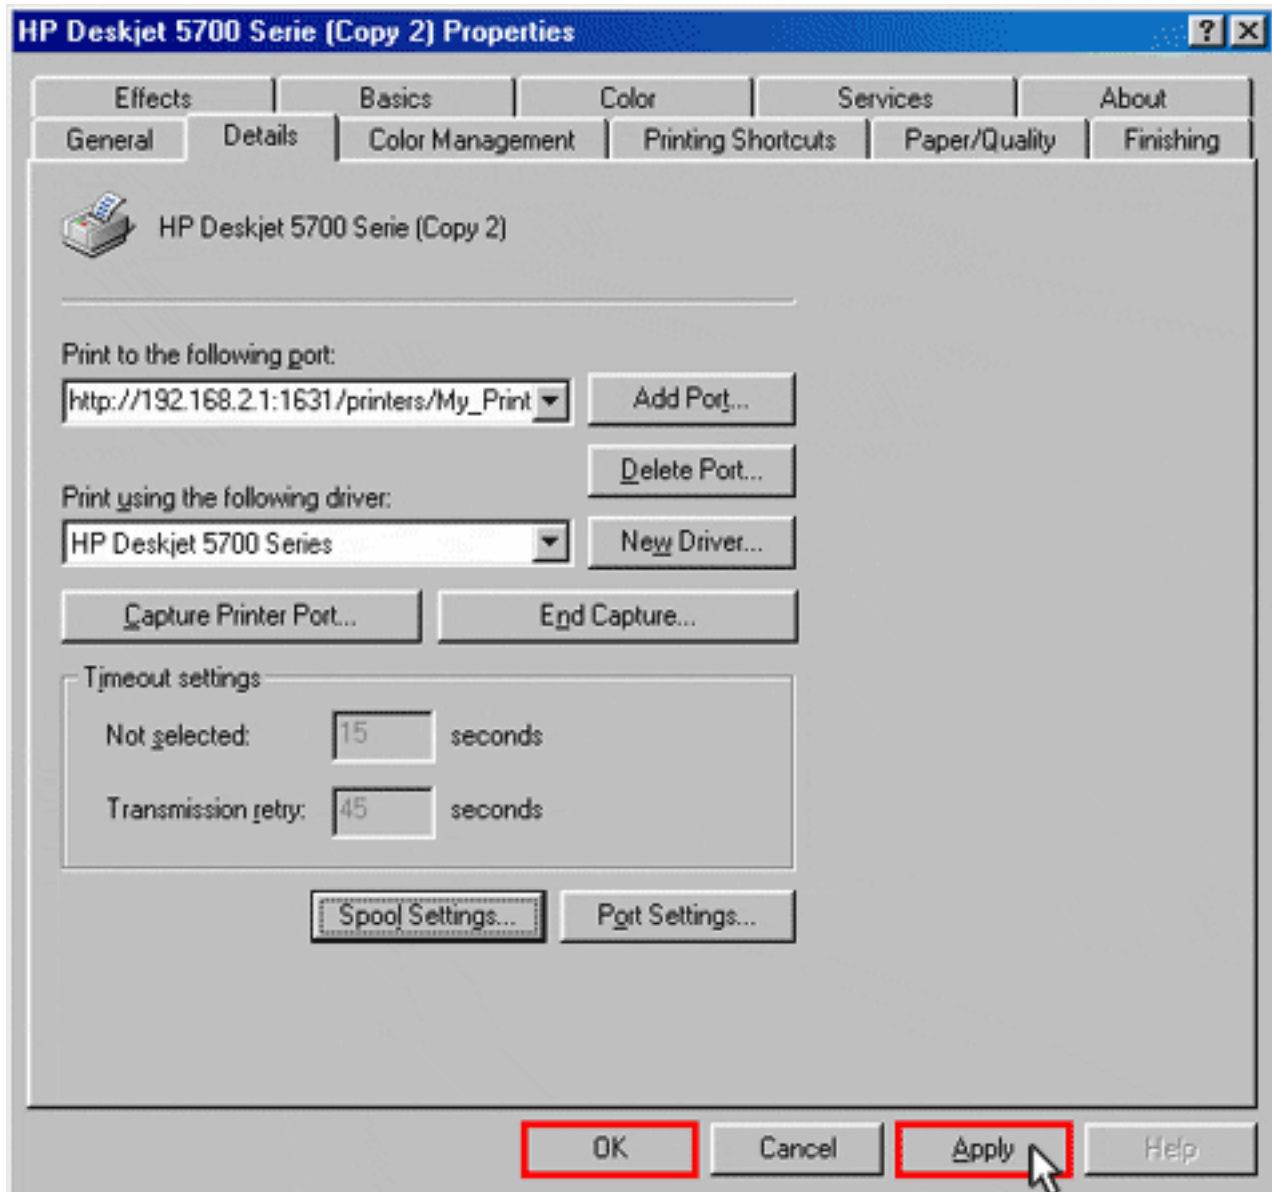 HP Deskjet 5700 Serie (Copy 2) Properties
Effects Basics Color Services About
General Details Color Management Printing Shortcuts Paper/Quality Finishing
HP Deskjet 5700 Serie (Copy 2)
Print to the following port:
http://192.168.2.1:1631/printers/My_Print Add Port...
Delete Port...
Print using the following driver:
HP Deskjet 5700 Series New Driver...
Capture Printer Port... End Capture...
Timeout settings
Not selected: 15 seconds
Transmission retry: 45 seconds
Spool Settings... Port Settings...
OK Cancel Apply Help